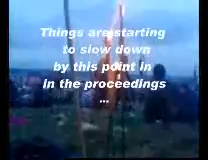 Things are starting
to slow down
by this point in
in the proceedings
...